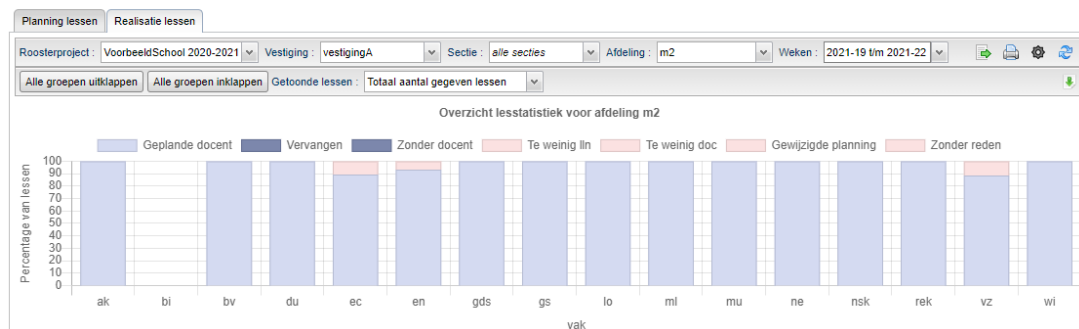 Planning lessen Realisatie lessen
Roosterproject : VoorbeeldSchool 2020-2021 Vestiging : vestigingA Sectie : alle secties Afdeling : m2 Weken : 2021-19 t/m 2021-22
Alle groepen uitklappen Alle groepen inklappen Getoonde lessen : Totaal aantal gegeven lessen
Overzicht lesstatistiek voor afdeling m2
Geplande docent Vervangen Zonder docent Te weinig lln Te weinig doc Gewijzigde planning Zonder reden
Percentage van lessen
100
90
80
70
60
50
40
30
20
10
0
ak bi bv du ec en gds gs lo ml mu ne nsk rek vz wi
vak